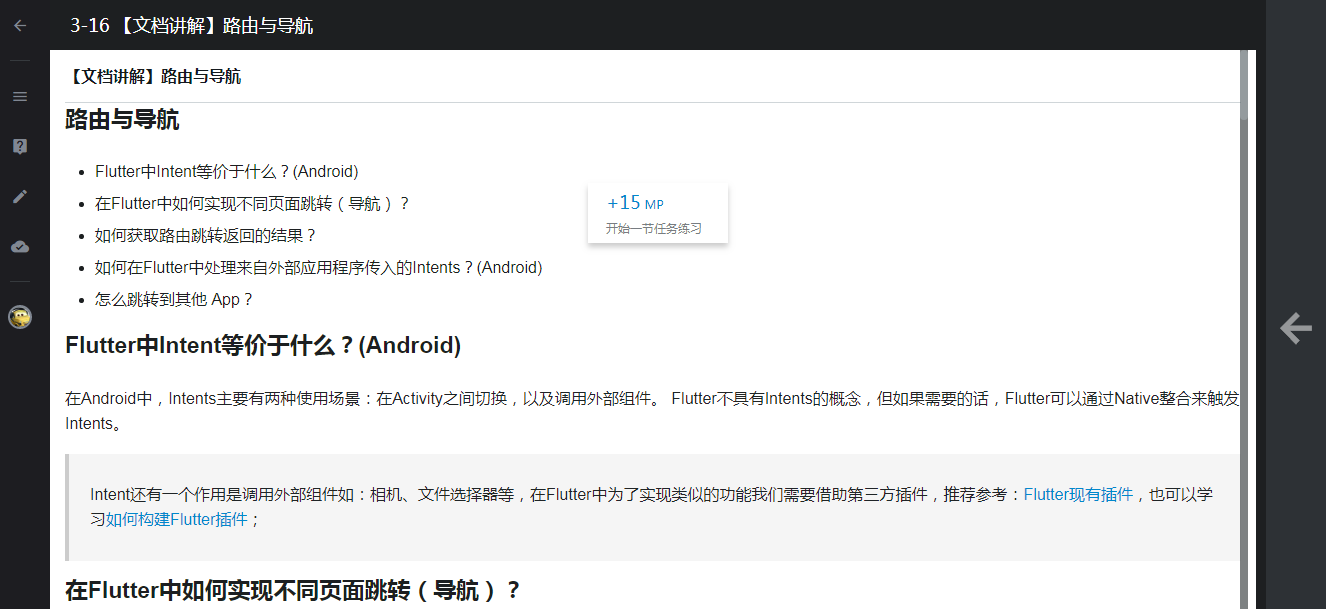 3-16 【文档讲解】路由与导航
【文档讲解】路由与导航
路由与导航
Flutter中Intent等价于什么？(Android)
在Flutter中如何实现不同页面跳转（导航）？
如何获取路由跳转返回的结果？
如何在Flutter中处理来自外部应用程序传入的Intents？(Android)
怎么跳转到其他 App？
+15 MP
开始一节任务练习
Flutter中Intent等价于什么？(Android)
在Android中，Intents主要有两种使用场景：在Activity之间切换，以及调用外部组件。 Flutter不具有Intents的概念，但如果需要的话，Flutter可以通过Native整合来触发
Intents。
Intent还有一个作用是调用外部组件如：相机、文件选择器等，在Flutter中为了实现类似的功能我们需要借助第三方插件，推荐参考：Flutter现有插件，也可以学
习如何构建Flutter插件；
在Flutter中如何实现不同页面跳转（导航）？